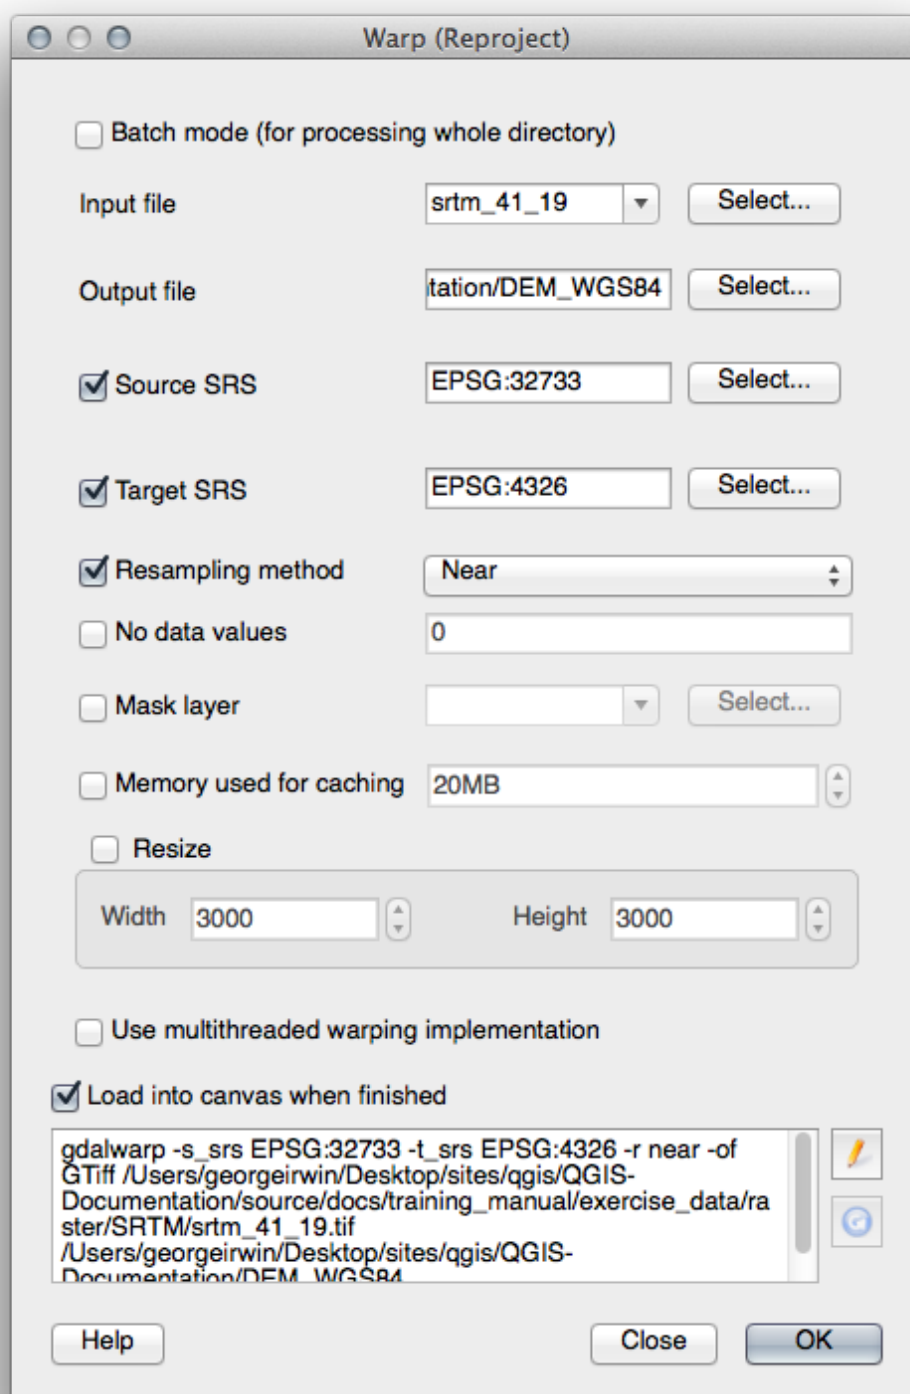 Warp (Reproject)
Batch mode (for processing whole directory)
Input file srtm_41_19 Select...
Output file tation/DEM_WGS84 Select...
Source SRS EPSG:32733 Select...
Target SRS EPSG:4326 Select...
Resampling method Near
No data values 0
Mask layer Select...
Memory used for caching 20MB
Resize
Width 3000 Height 3000
Use multithreaded warping implementation
Load into canvas when finished
gdalwarp -s_srs EPSG:32733 -t_srs EPSG:4326 -r near -of
GTiff /Users/georgeirwin/Desktop/sites/qgis/QGIS-
Documentation/source/docs/training_manual/exercise_data/ra
ster/SRTM/srtm_41_19.tif
/Users/georgeirwin/Desktop/sites/qgis/QGIS-
Documentation/DEM_WGS84
Help Close OK